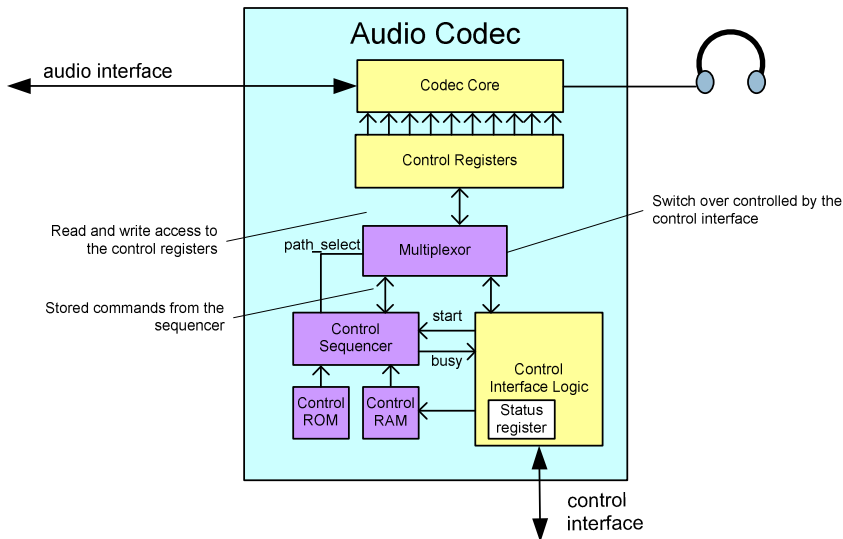 Audio Codec
audio interface
Codec Core
Control Registers
Switch over controlled by the
control interface
Read and write access to
the control registers
path_select
Multiplexor
Stored commands from the
sequencer
start
Control
Sequencer
busy
Control
Interface Logic
Control
ROM
Control
RAM
Status
register
control
interface